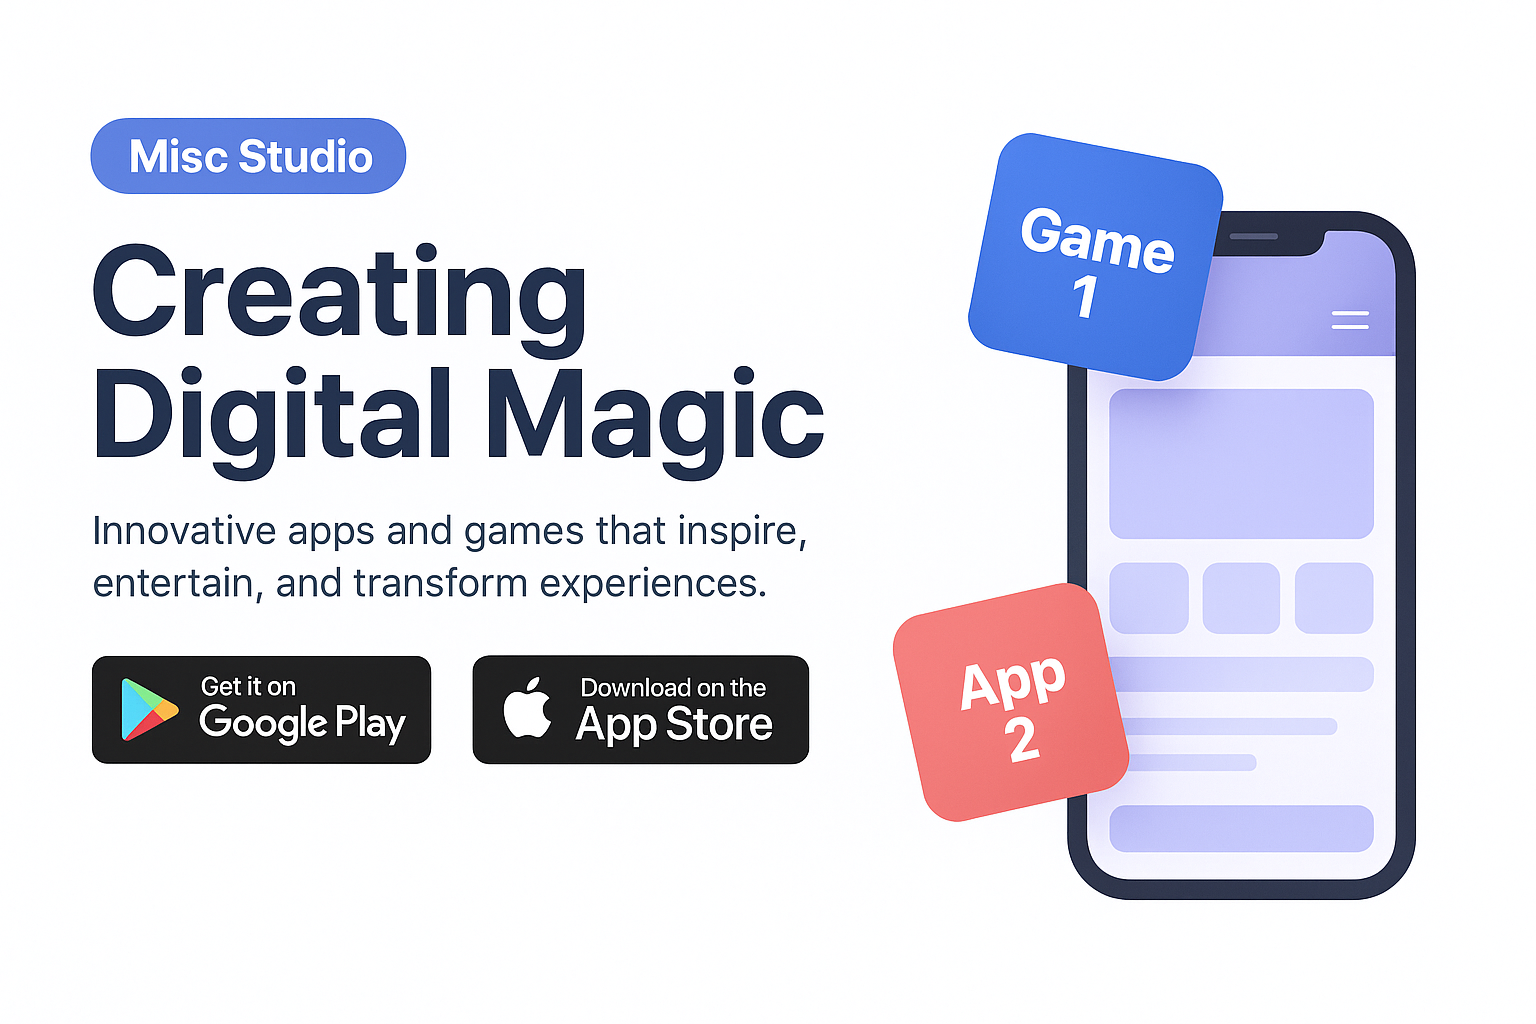 Misc Studio
Creating
Digital Magic
Innovative apps and games that inspire,
entertain, and transform experiences.
Get it on
Google Play
Download on the
App Store
Game
1
App
2